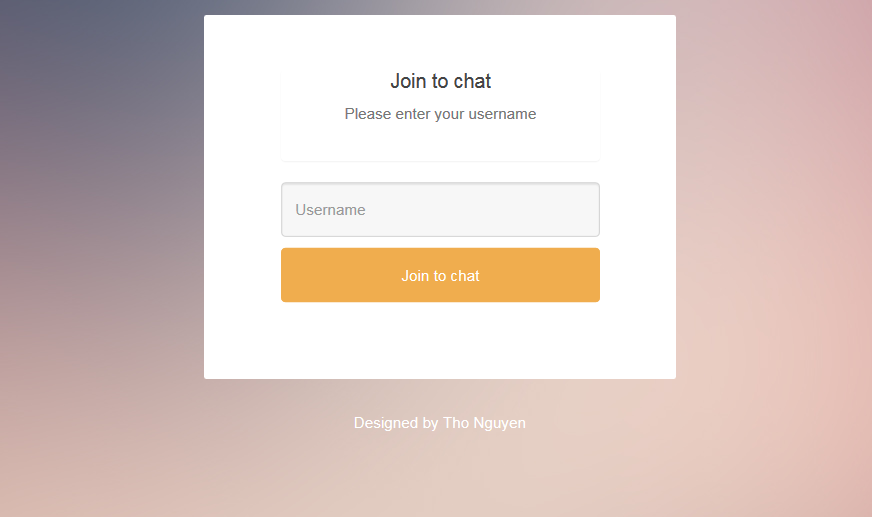 Join to chat
Please enter your username
Username
Join to chat
Designed by Tho Nguyen